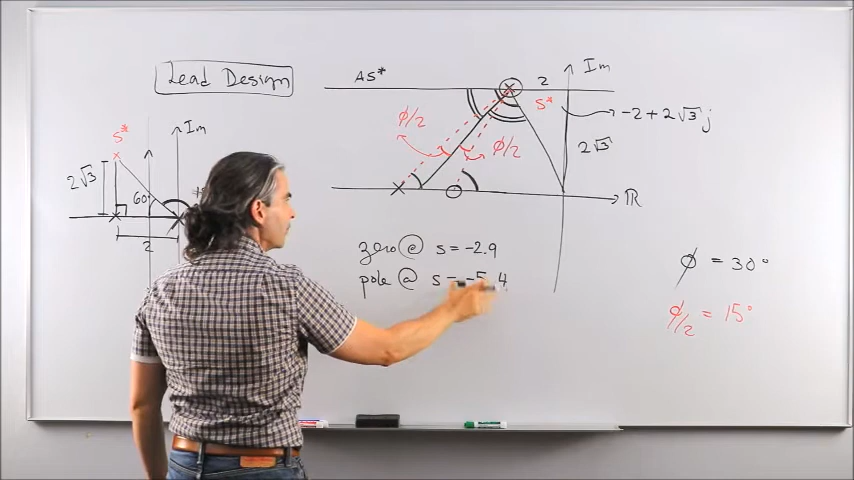 Lead Design
s*
Im
2√3
60°
2
As*
2
Im
s*
-2 + 2√3 j
φ/2
φ/2
2√3
ℝ
zero @ s = -2.9
pole @ s = -5.4
φ = 30°
φ/2 = 15°